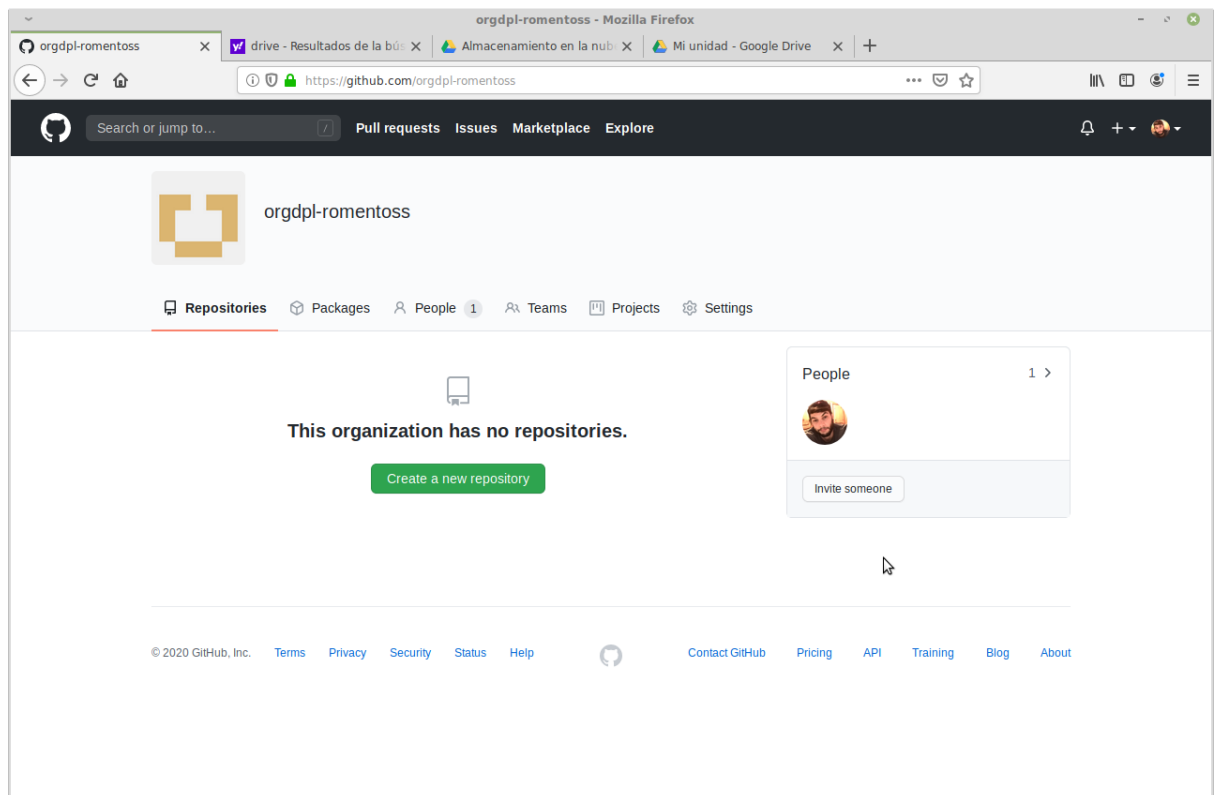 orgdpl-romentoss - Mozilla Firefox
orgdpl-romentoss
drive - Resultados de la bús
Almacenamiento en la nub
Mi unidad - Google Drive
https://github.com/orgdpl-romentoss
Search or jump to... /
Pull requests Issues Marketplace Explore
orgdpl-romentoss
Repositories Packages People 1 Teams Projects Settings
This organization has no repositories.
Create a new repository
People 1
Invite someone
© 2020 GitHub, Inc. Terms Privacy Security Status Help Contact GitHub Pricing API Training Blog About